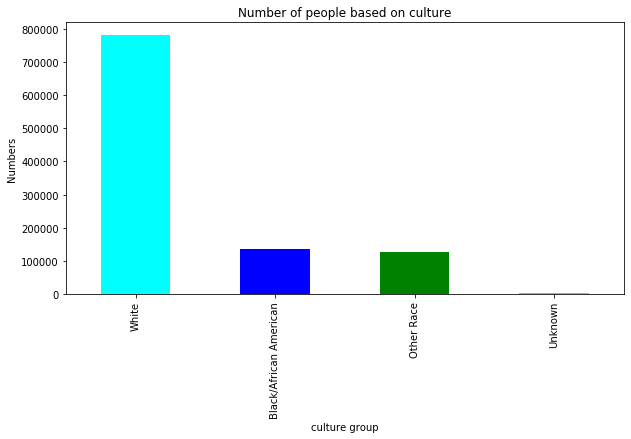 Number of people based on culture
Numbers
800000
700000
600000
500000
400000
300000
200000
100000
0
White
Black/African American
Other Race
Unknown
culture group